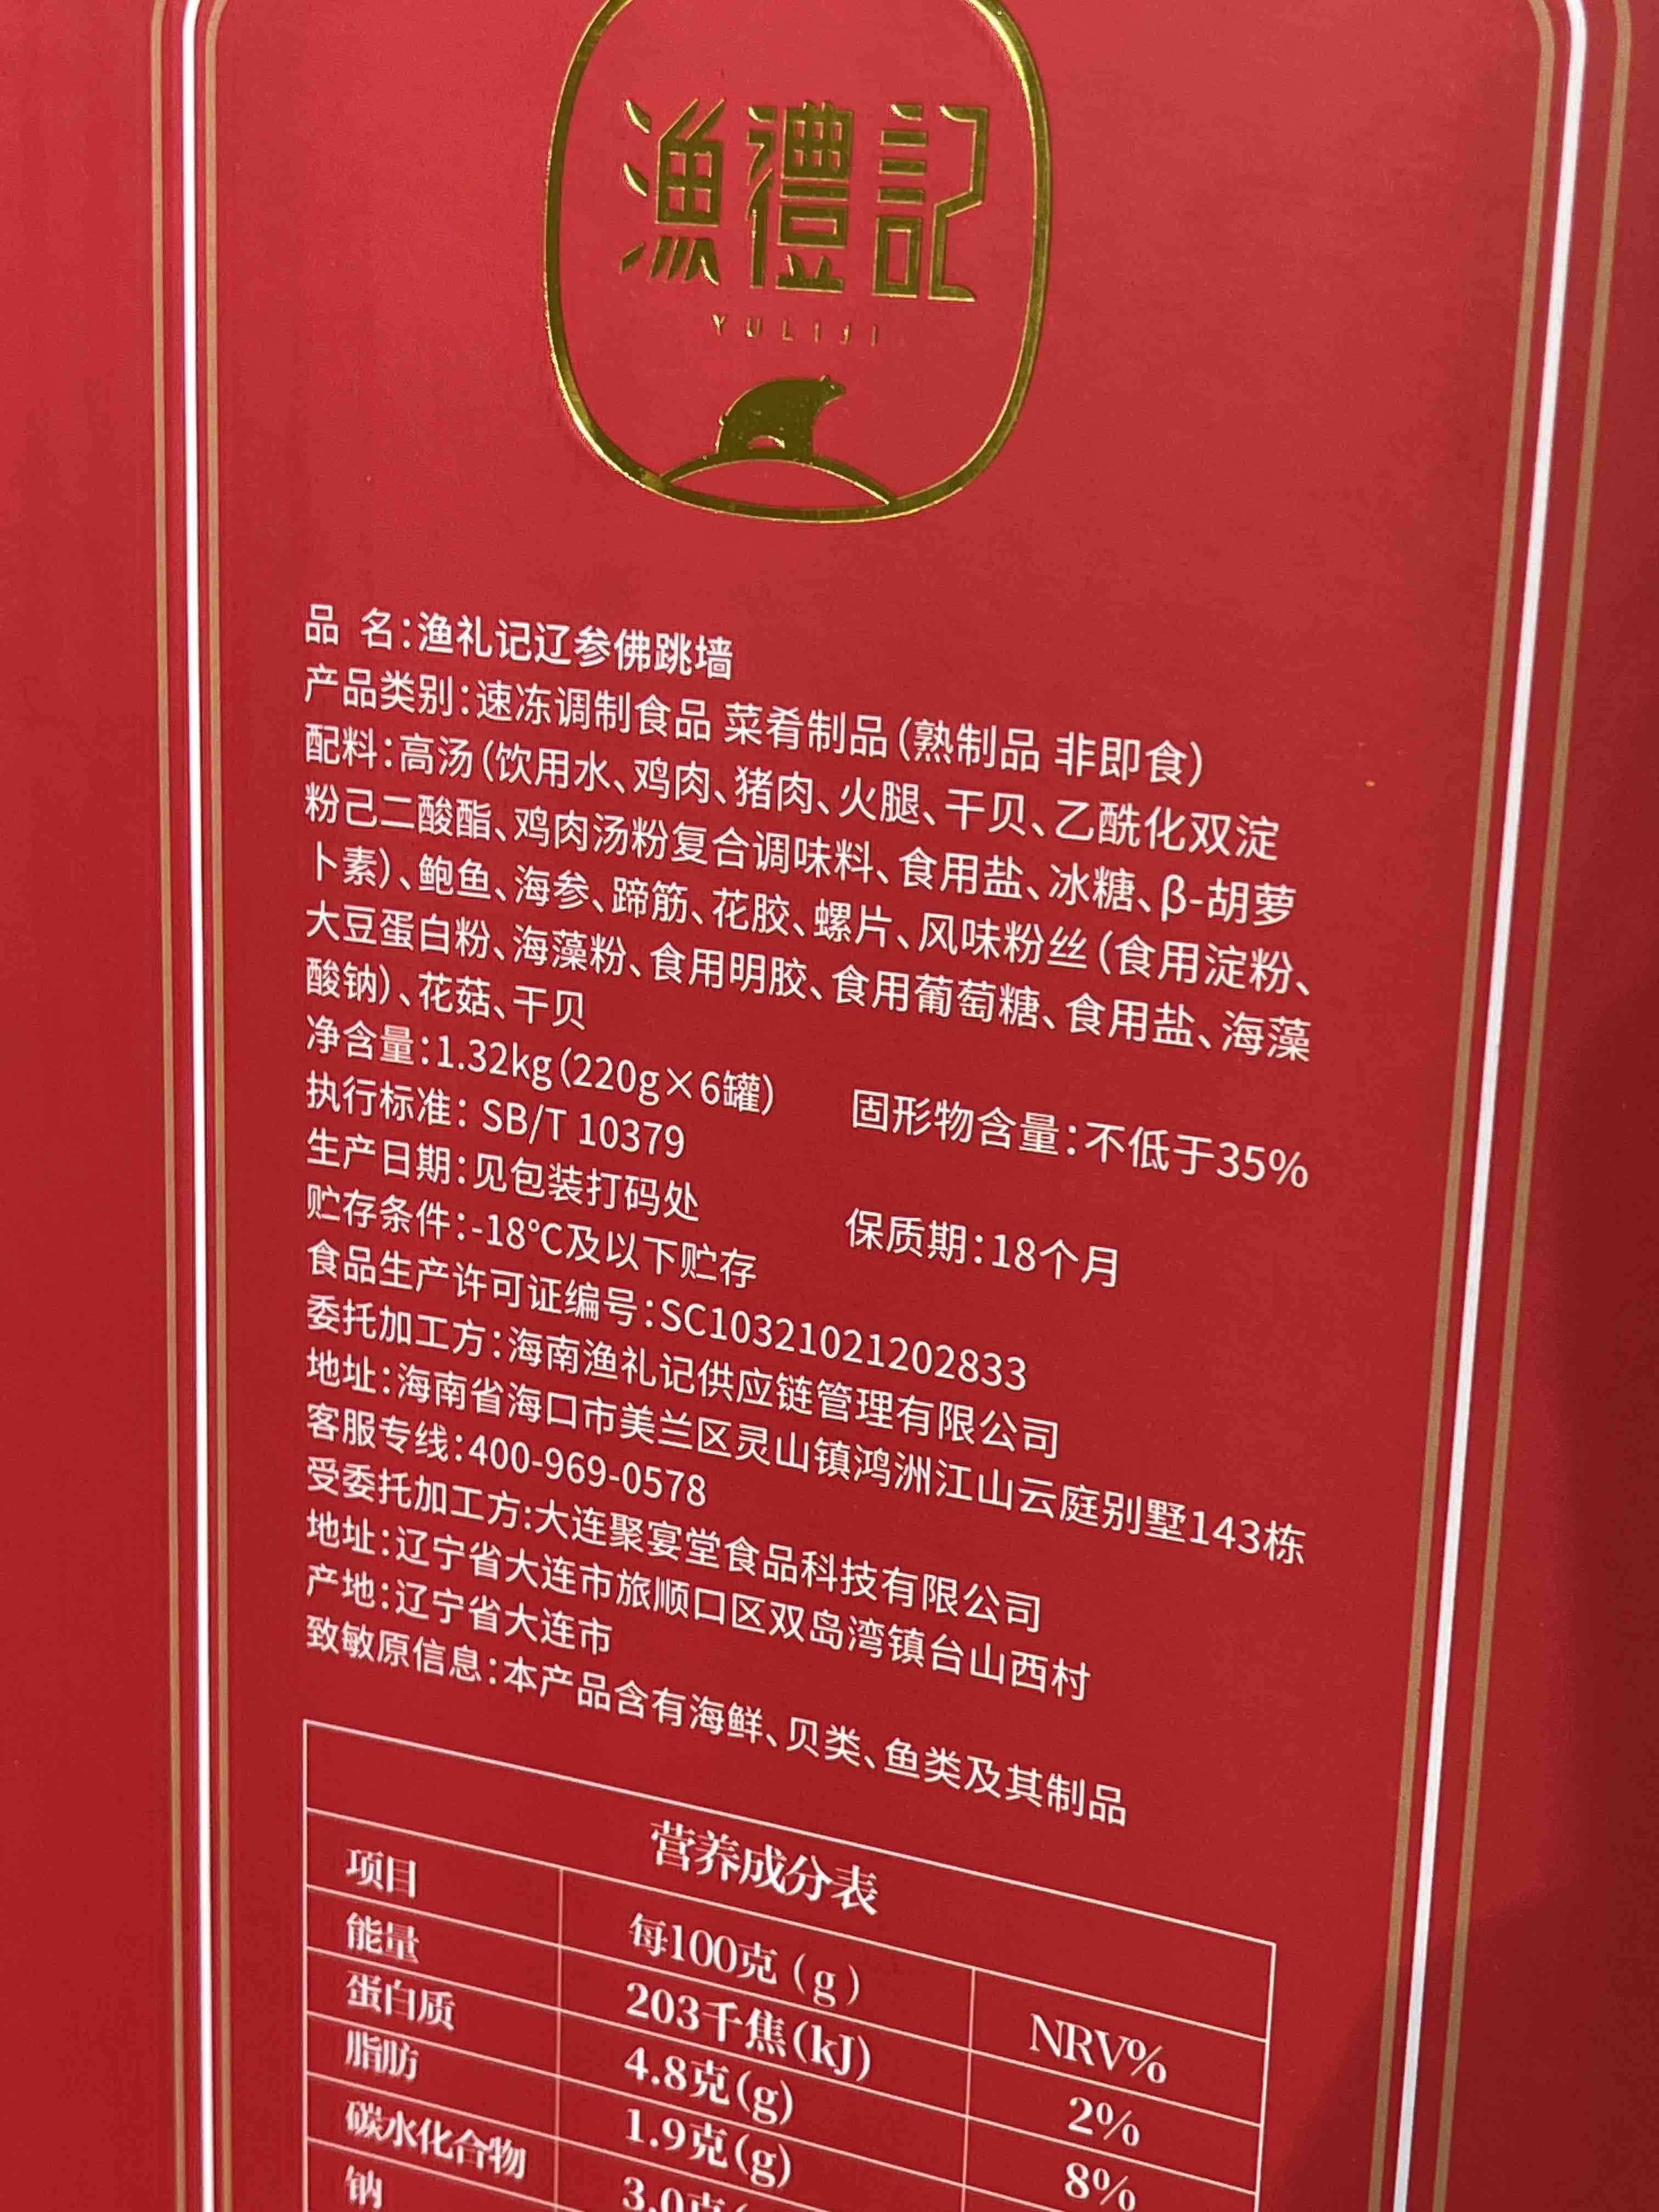 漁禮記
YULIJI
品 名:渔礼记辽参佛跳墙
产品类别:速冻调制食品 菜肴制品(熟制品 非即食)
配料:高汤(饮用水、鸡肉、猪肉、火腿、干贝、乙酰化双淀
粉己二酸酯、鸡肉汤粉复合调味料、食用盐、冰糖、β-胡萝
卜素)、鲍鱼、海参、蹄筋、花胶、螺片、风味粉丝(食用淀粉、
大豆蛋白粉、海藻粉、食用明胶、食用葡萄糖、食用盐、海藻
酸钠)、花菇、干贝
净含量:1.32kg(220g×6罐) 固形物含量:不低于35%
执行标准: SB/T 10379
生产日期:见包装打码处 保质期:18个月
贮存条件:-18℃及以下贮存
食品生产许可证编号:SC10321021202833
委托加工方:海南渔礼记供应链管理有限公司
地址:海南省海口市美兰区灵山镇鸿洲江山云庭别墅143栋
客服专线:400-969-0578
受委托加工方:大连聚宴堂食品科技有限公司
地址:辽宁省大连市旅顺口区双岛湾镇台山西村
产地:辽宁省大连市
致敏原信息:本产品含有海鲜、贝类、鱼类及其制品
营养成分表
项目 每100克(g) NRV%
能量 203千焦(kJ) 2%
蛋白质 4.8克(g) 8%
脂肪 1.9克(g)
碳水化合物 3.0克
钠